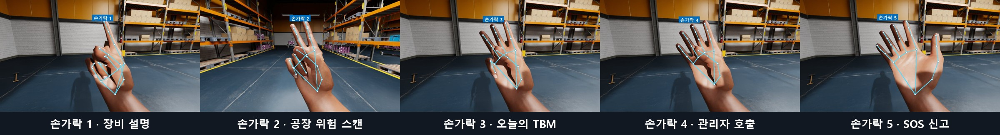 손가락 1
손가락 2
손가락 3
손가락 4
손가락 5
손가락 1 · 장비 설명
손가락 2 · 공장 위험 스캔
손가락 3 · 오늘의 TBM
손가락 4 · 관리자 호출
손가락 5 · SOS 신고